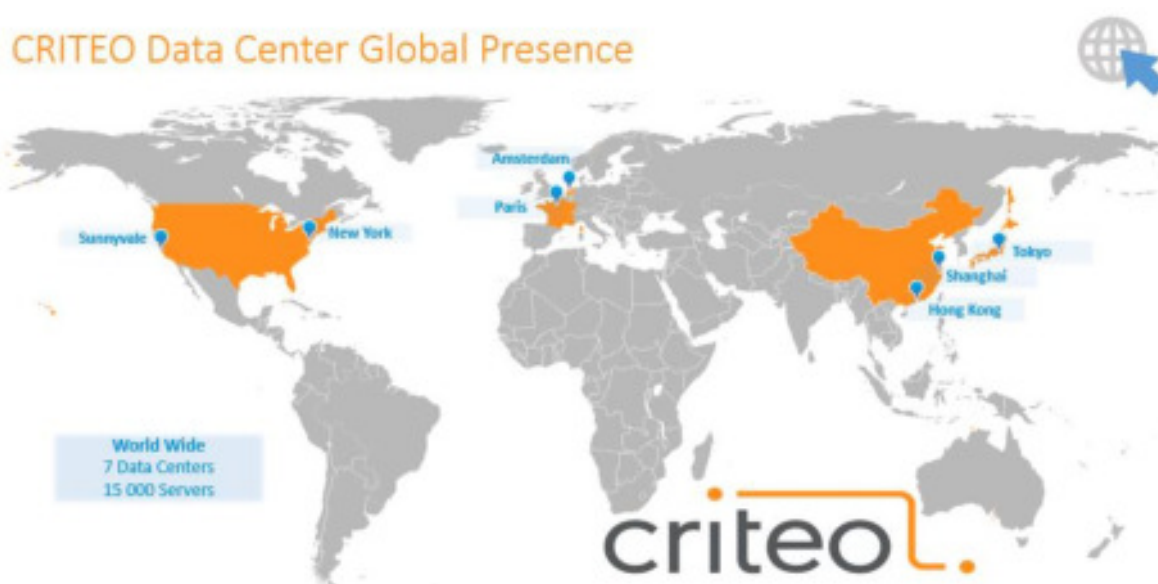 CRITEO Data Center Global Presence
Amsterdam
Paris
Sunnyvale
New York
Tokyo
Shanghai
Hong Kong
World Wide
7 Data Centers
15 000 Servers
criteo